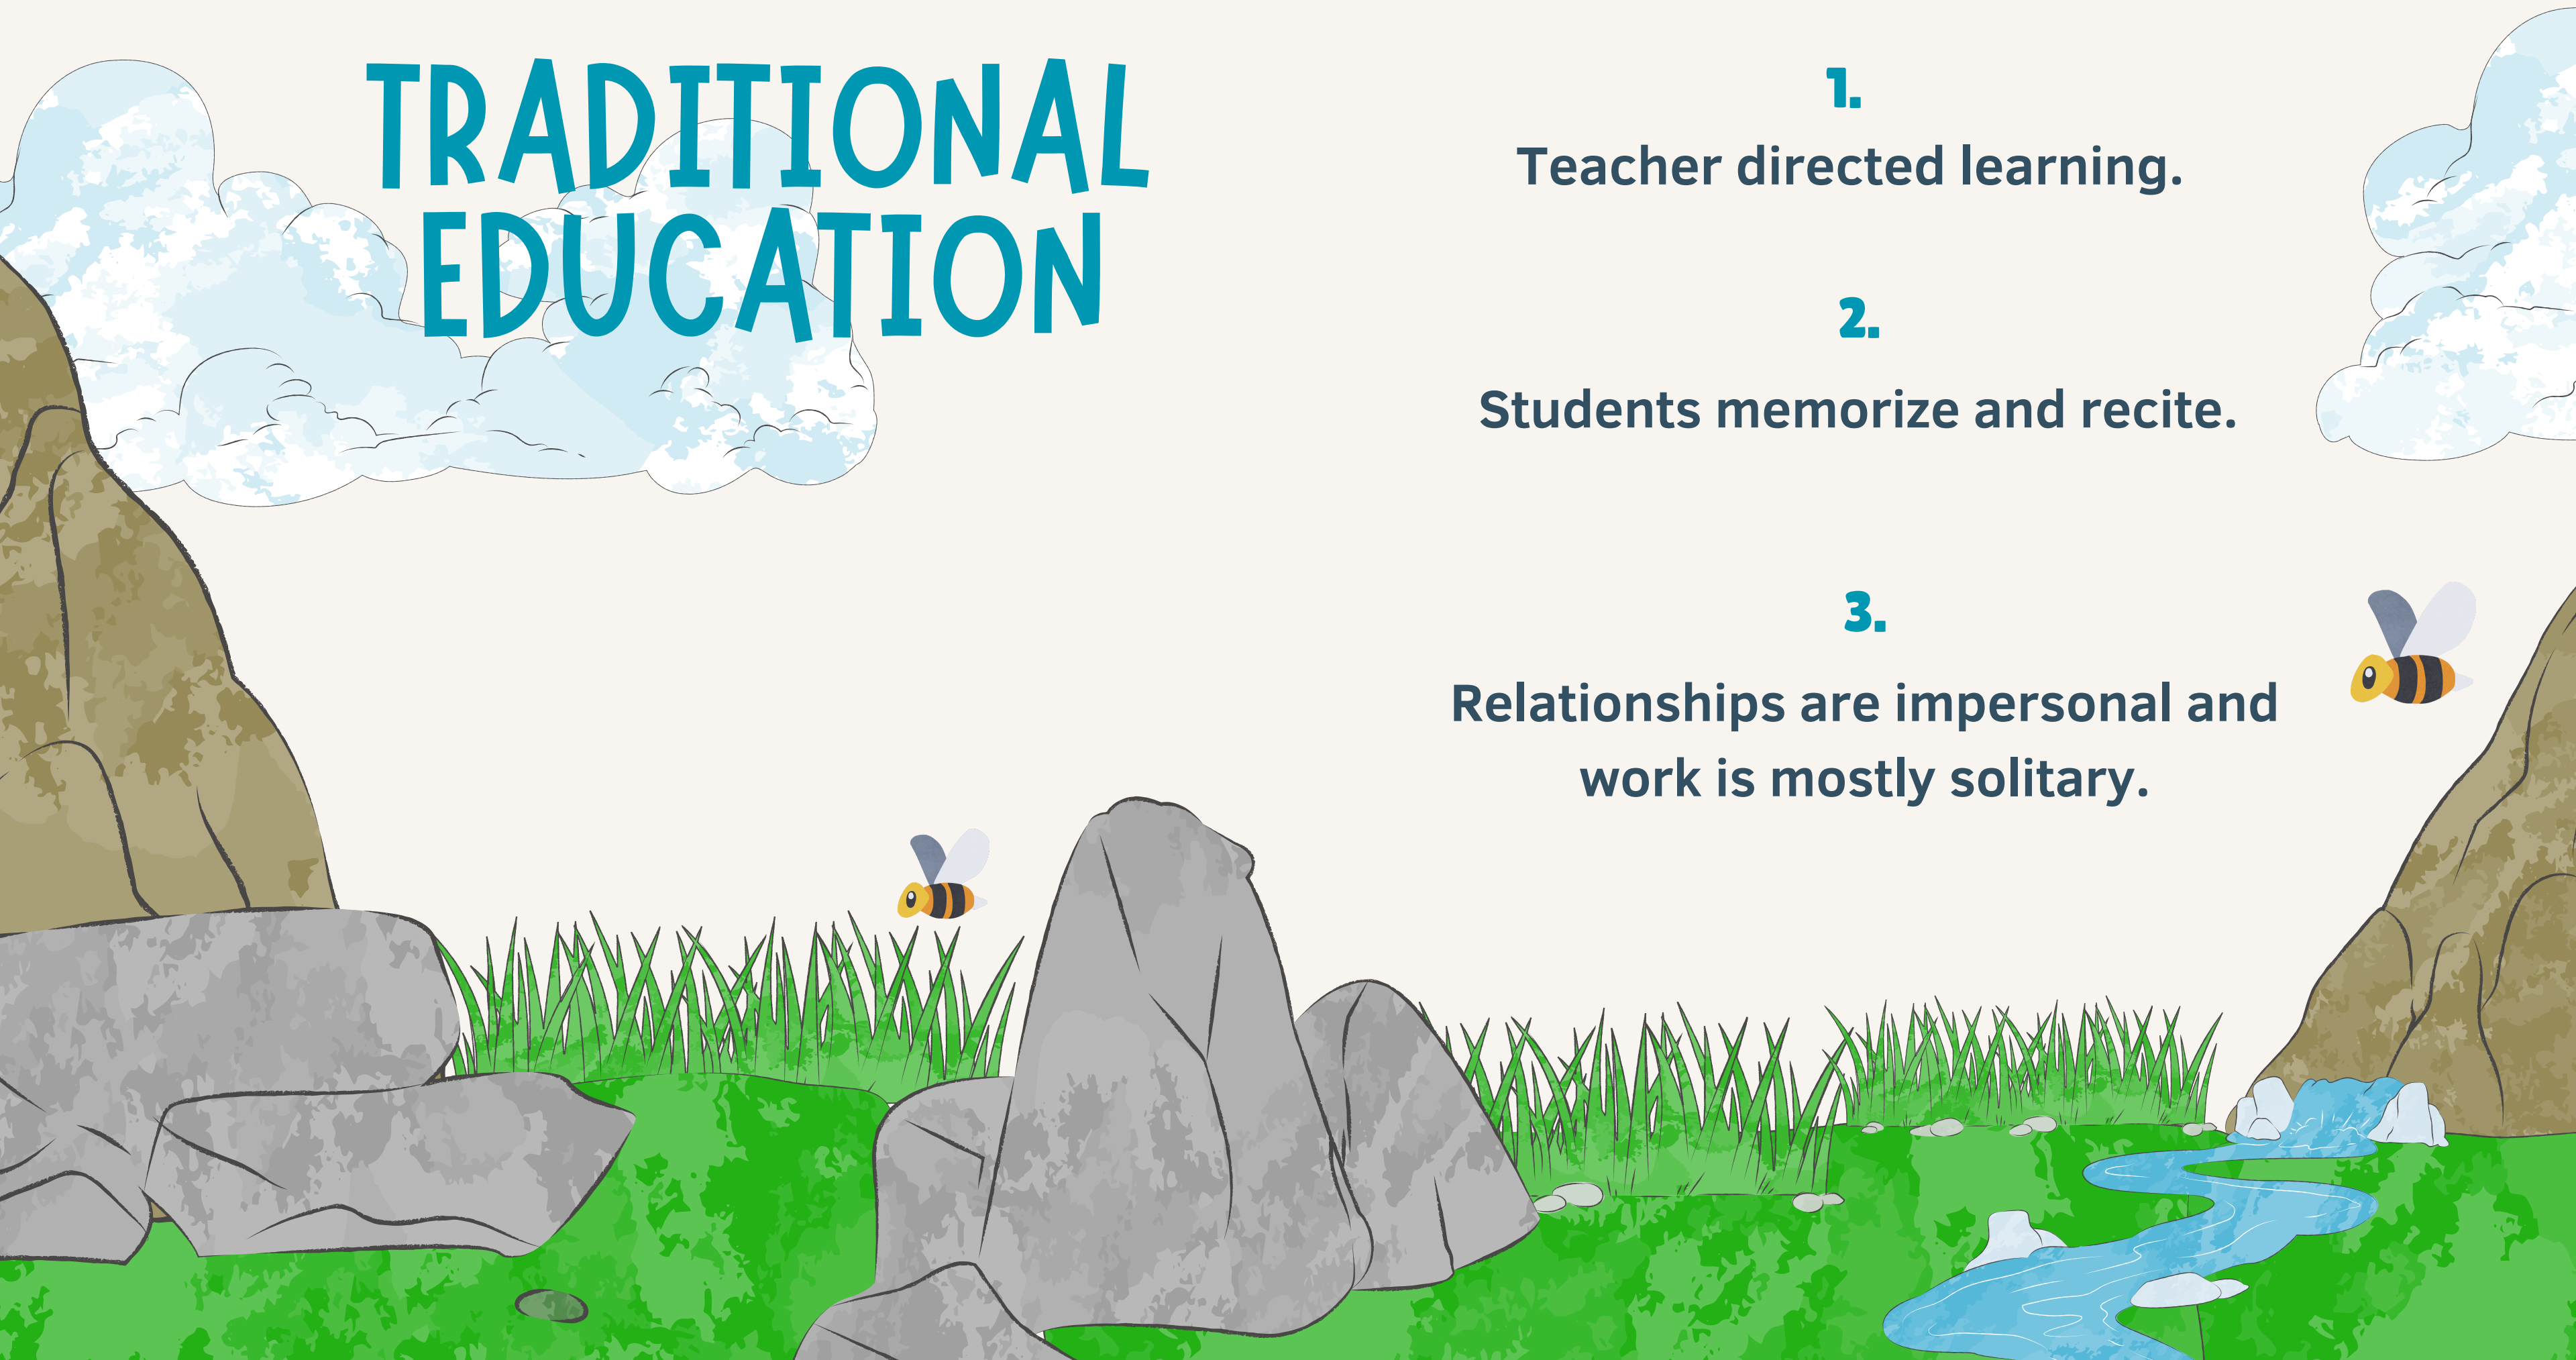 TRADITIONAL
EDUCATION
1.
Teacher directed learning.
2.
Students memorize and recite.
3.
Relationships are impersonal and
work is mostly solitary.